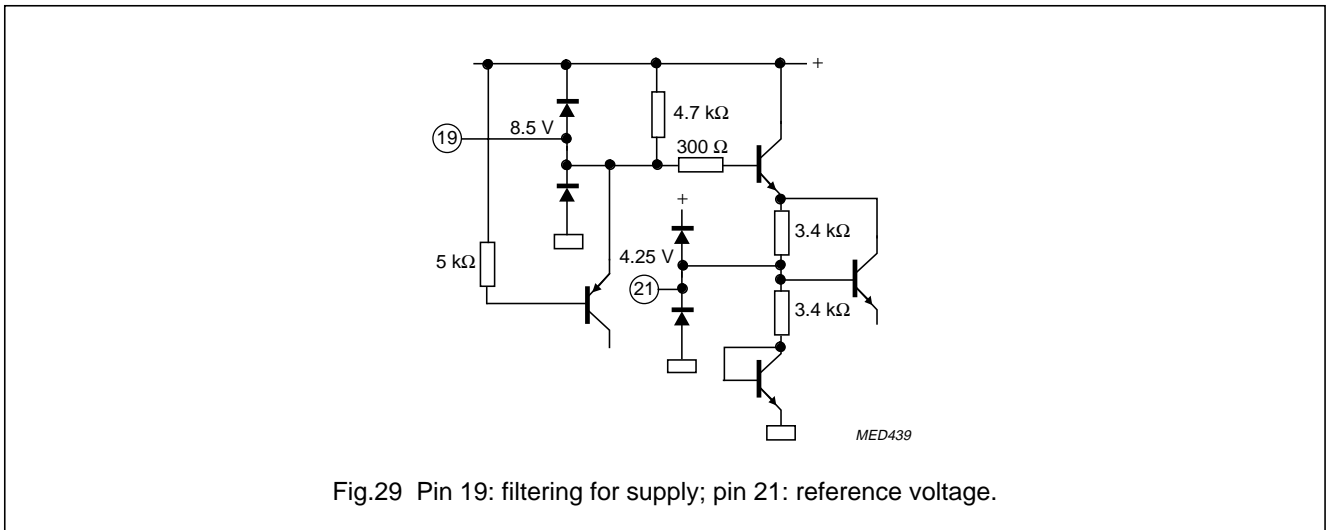 +
4.7 kΩ
8.5 V
19
300 Ω
+
3.4 kΩ
5 kΩ
4.25 V
21
3.4 kΩ
MED439
Fig.29 Pin 19: filtering for supply; pin 21: reference voltage.